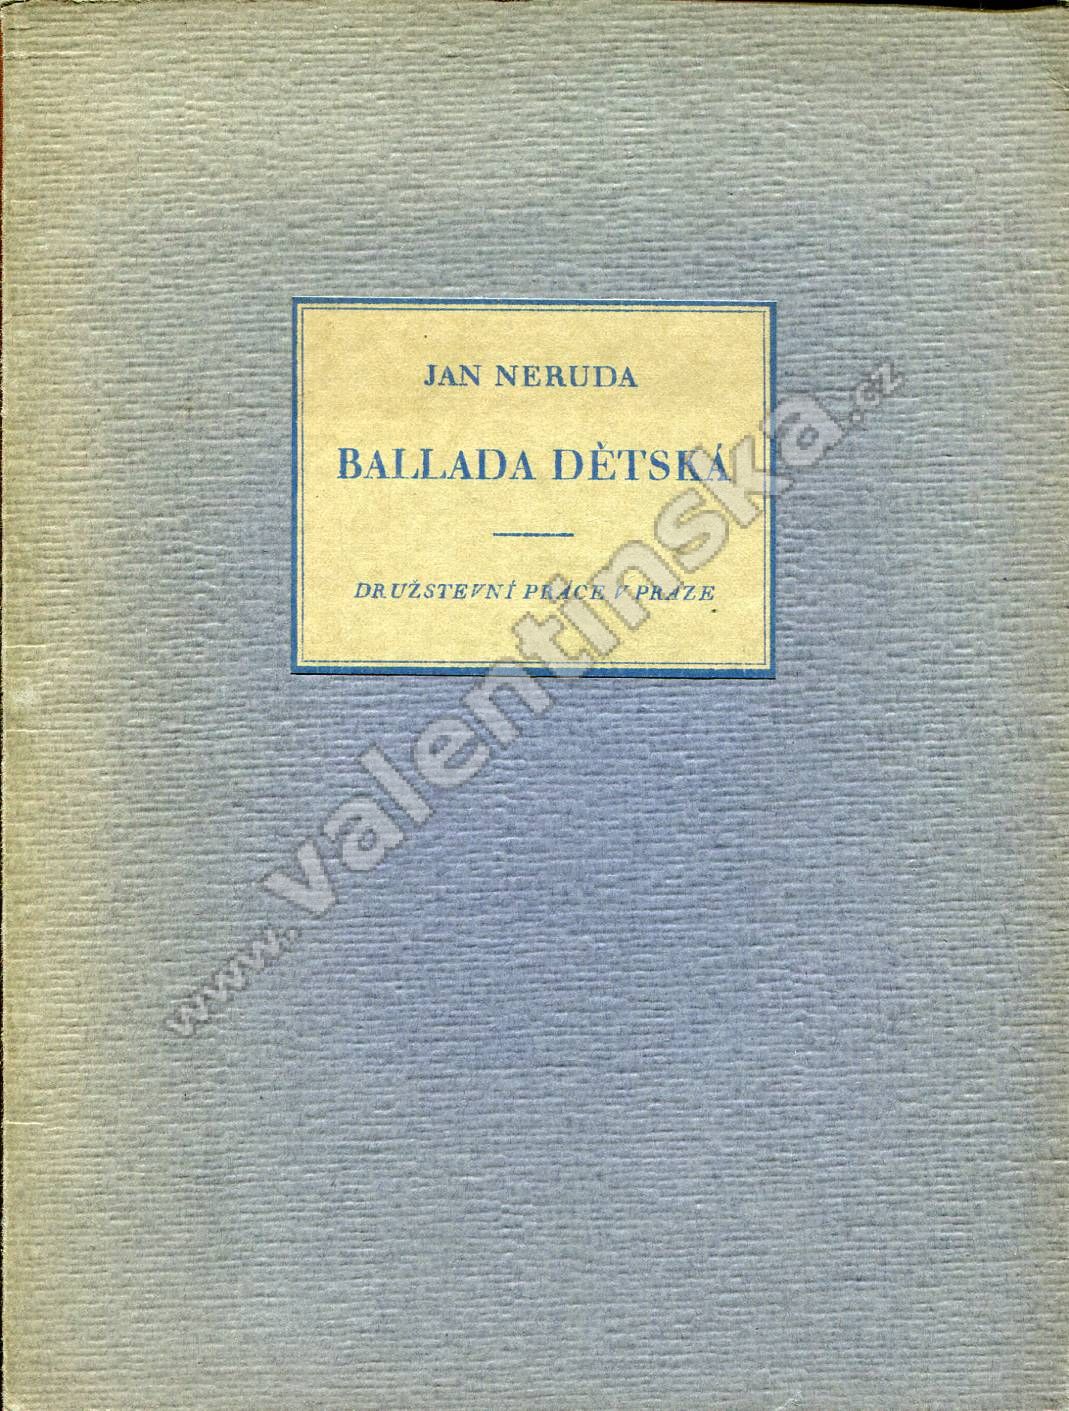 JAN NERUDA
BALLADA DĚTSKÁ
DRUŽSTEVNÍ PRÁCE V PRAZE
www.valentinska.cz